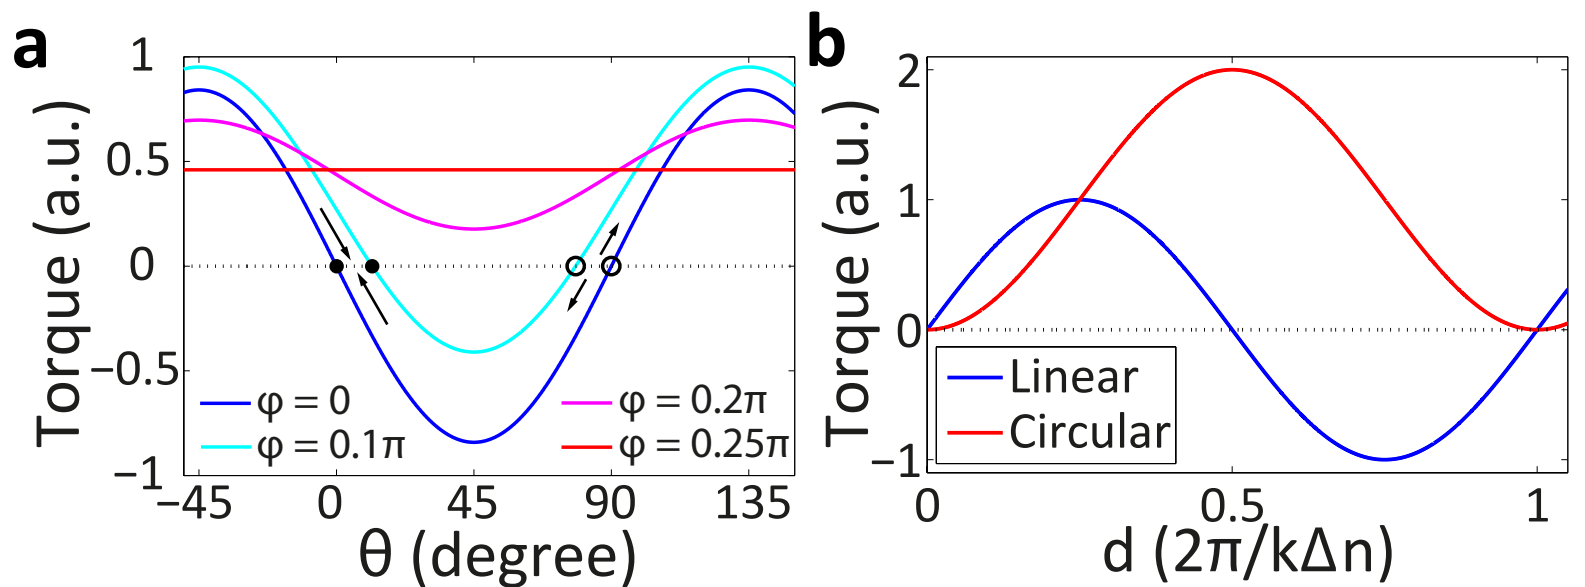 a
Torque (a.u.)
1
0.5
0
−0.5
−1
φ = 0
φ = 0.1π
φ = 0.2π
φ = 0.25π
−45
0
45
90
135
θ (degree)
b
Torque (a.u.)
2
1
0
−1
Linear
Circular
0
0.5
1
d (2π/kΔn)